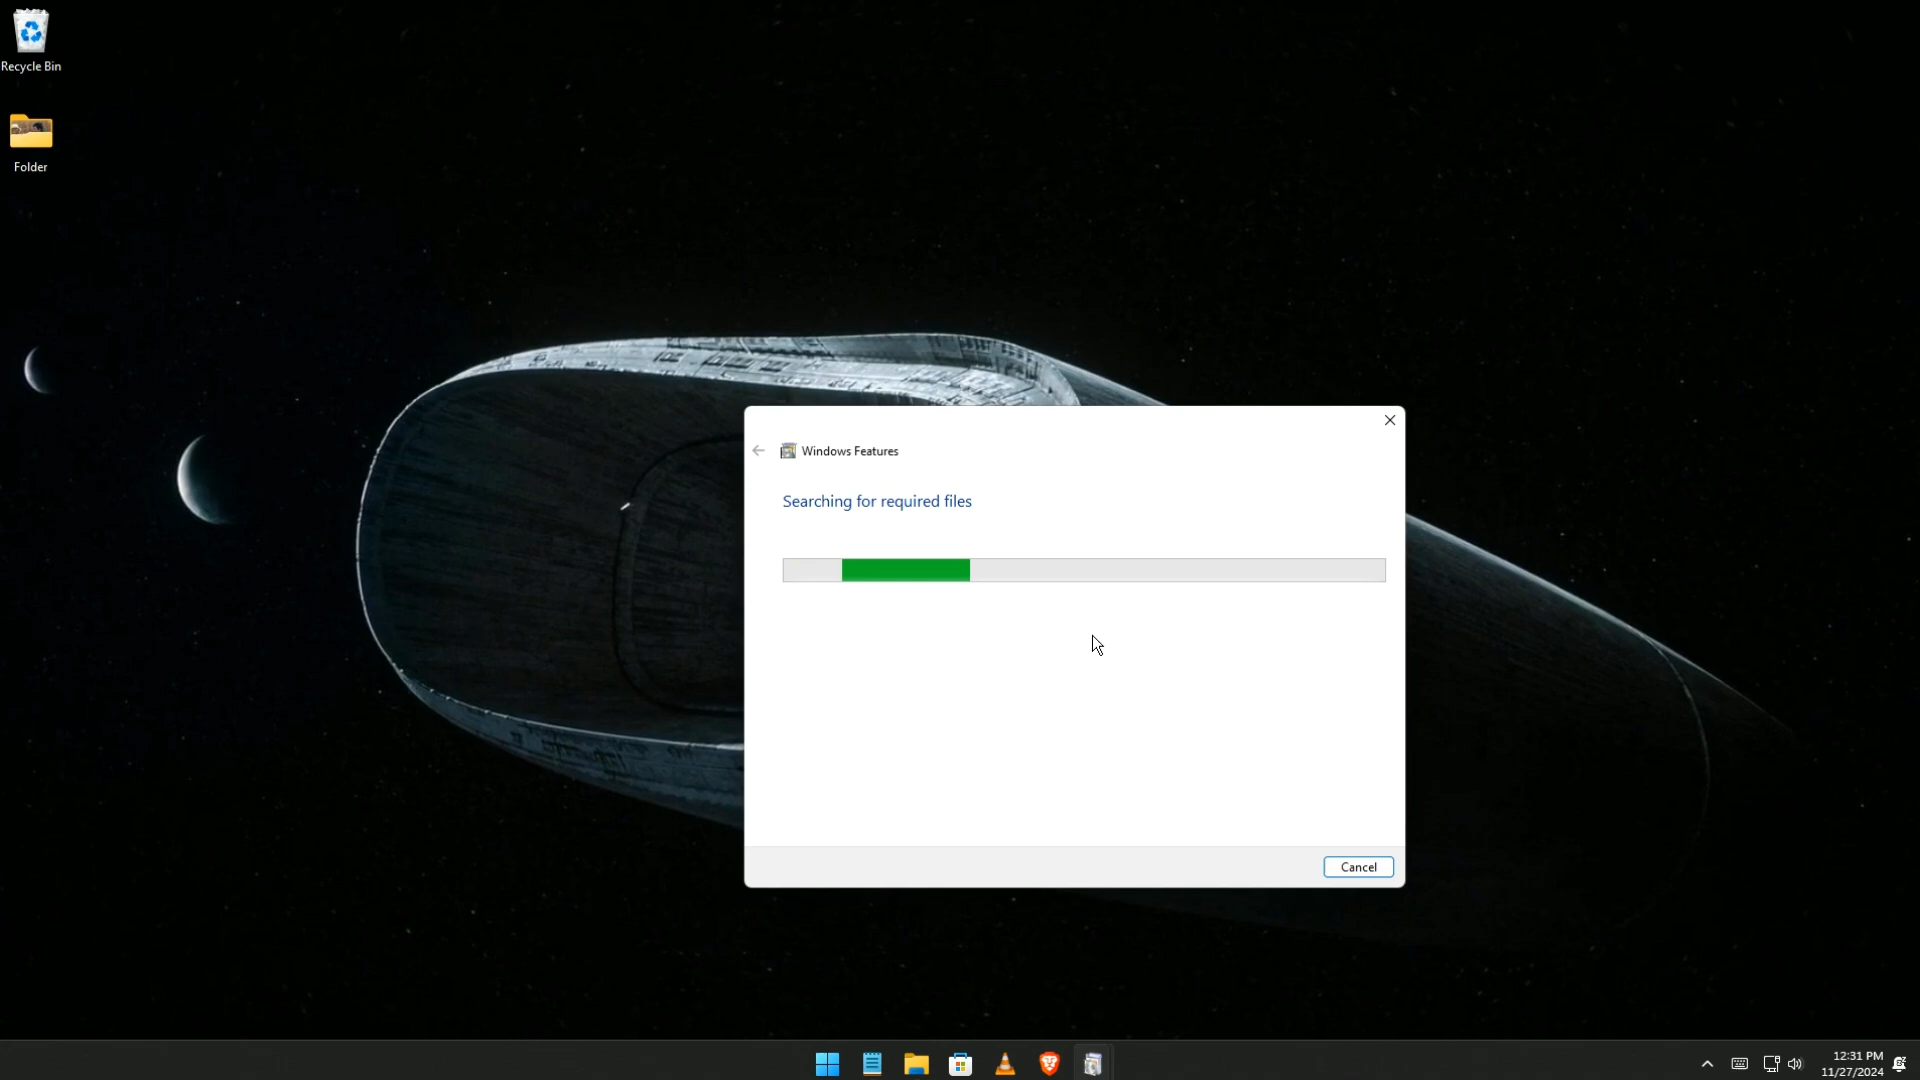 Recycle Bin
Folder
Windows Features
Searching for required files
Cancel
12:31 PM
11/27/2024